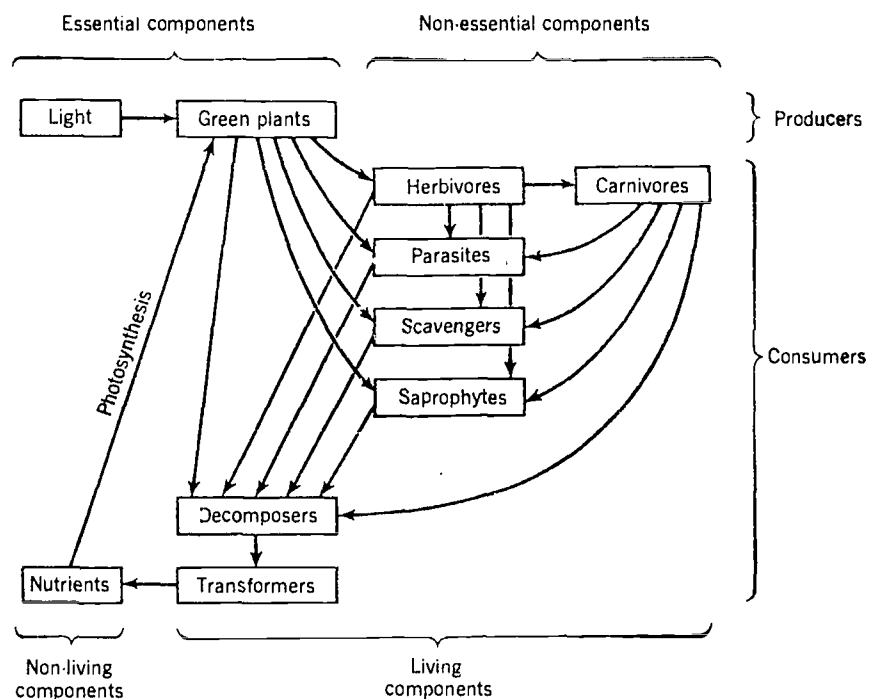 Essential components
Non-essential components
Light
Green plants
Producers
Herbivores
Carnivores
Parasites
Scavengers
Saprophytes
Consumers
Photosynthesis
Decomposers
Nutrients
Transformers
Non-living
components
Living
components